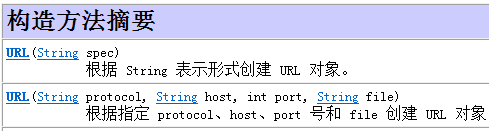 构造方法摘要
URL(String spec)
根据 String 表示形式创建 URL 对象。
URL(String protocol, String host, int port, String file)
根据指定 protocol、host、port 号和 file 创建 URL 对象